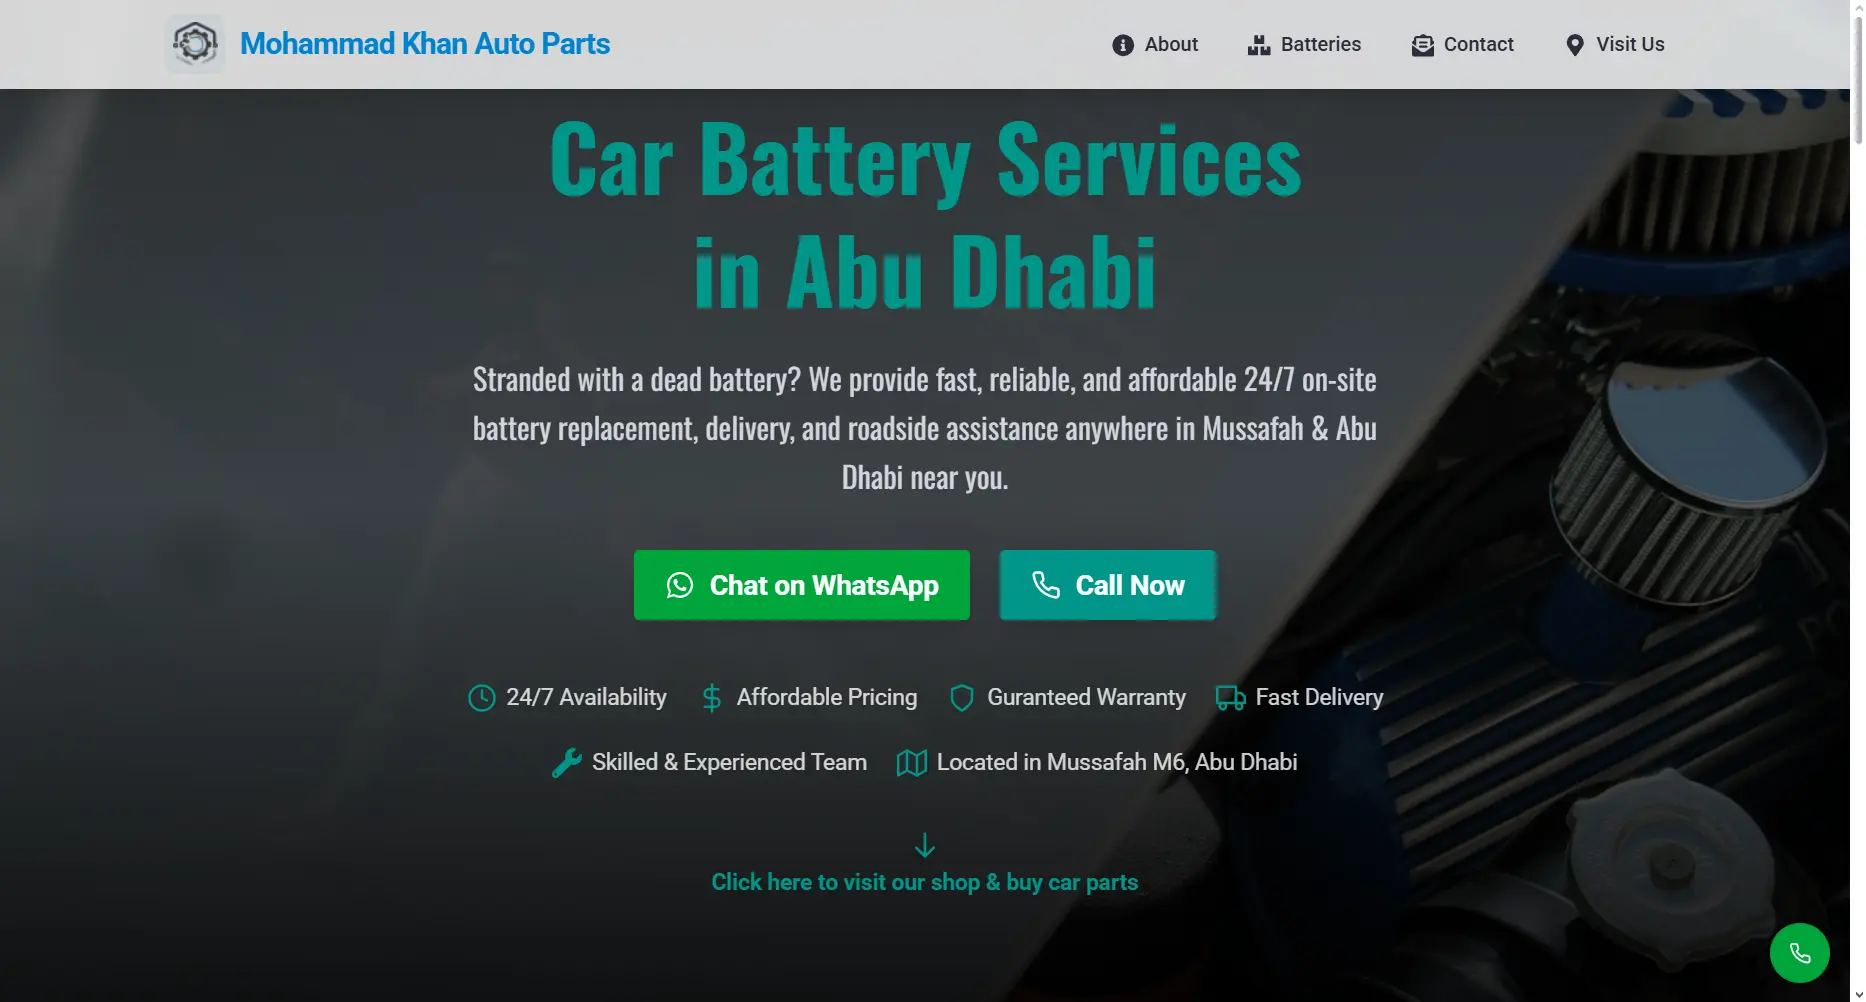 Mohammad Khan Auto Parts
About
Batteries
Contact
Visit Us
Car Battery Services
in Abu Dhabi
Stranded with a dead battery? We provide fast, reliable, and affordable 24/7 on-site
battery replacement, delivery, and roadside assistance anywhere in Mussafah & Abu
Dhabi near you.
Chat on WhatsApp
Call Now
24/7 Availability
Affordable Pricing
Guranteed Warranty
Fast Delivery
Skilled & Experienced Team
Located in Mussafah M6, Abu Dhabi
Click here to visit our shop & buy car parts